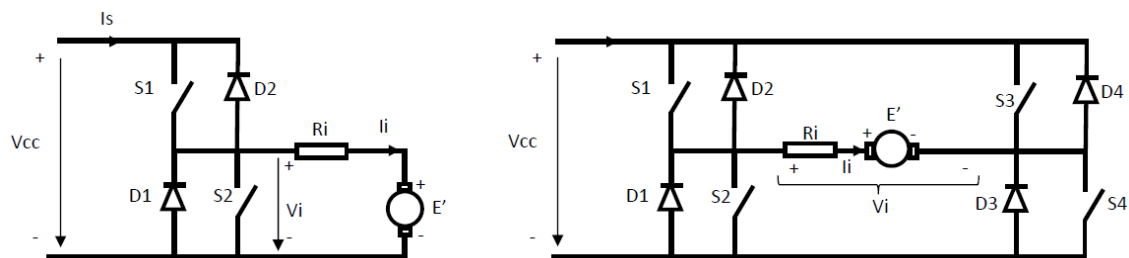 Is
+
S1
D2
Vcc
Ri
Ii
+
+
D1
S2
Vi
E'
-
-
-
+
S1
D2
S3
D4
E'
Vcc
Ri
+
-
+
Ii
-
D1
S2
Vi
D3
S4
-